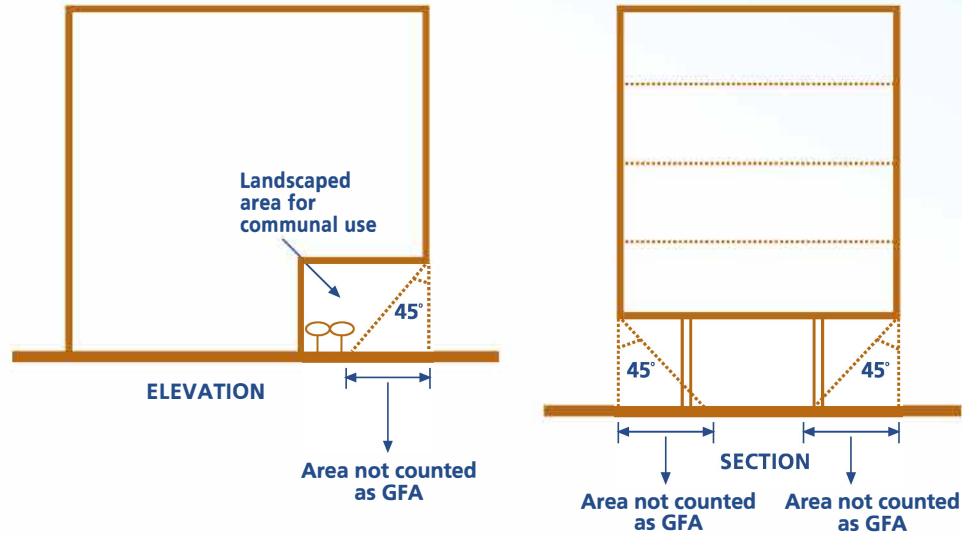 Landscaped
area for
communal use
45°
ELEVATION
Area not counted
as GFA
45°
45°
SECTION
Area not counted
as GFA
Area not counted
as GFA